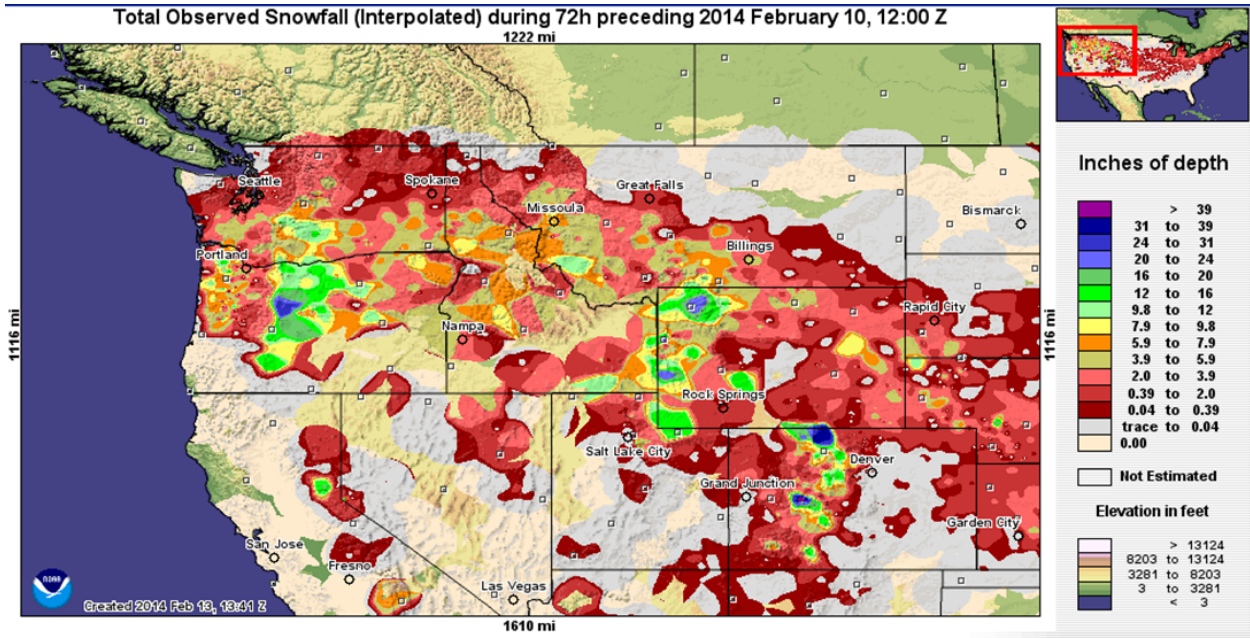 Total Observed Snowfall (Interpolated) during 72h preceding 2014 February 10, 12:00 Z
1222 mi
1116 mi
Seattle
Spokane
Great Falls
Missoula
Bismarck
Portland
Billings
Rapid City
Nampa
1116 mi
Rock Springs
Salt Lake City
Denver
Grand Junction
Garden City
San Jose
Fresno
Las Vegas
NOAA
Created 2014 Feb 13, 13:41 Z
1610 mi
Inches of depth
> 39
31 to 39
24 to 31
20 to 24
16 to 20
12 to 16
9.8 to 12
7.9 to 9.8
5.9 to 7.9
3.9 to 5.9
2.0 to 3.9
0.39 to 2.0
0.04 to 0.39
trace to 0.04
0.00
Not Estimated
Elevation in feet
> 13124
8203 to 13124
3281 to 8203
3 to 3281
< 3